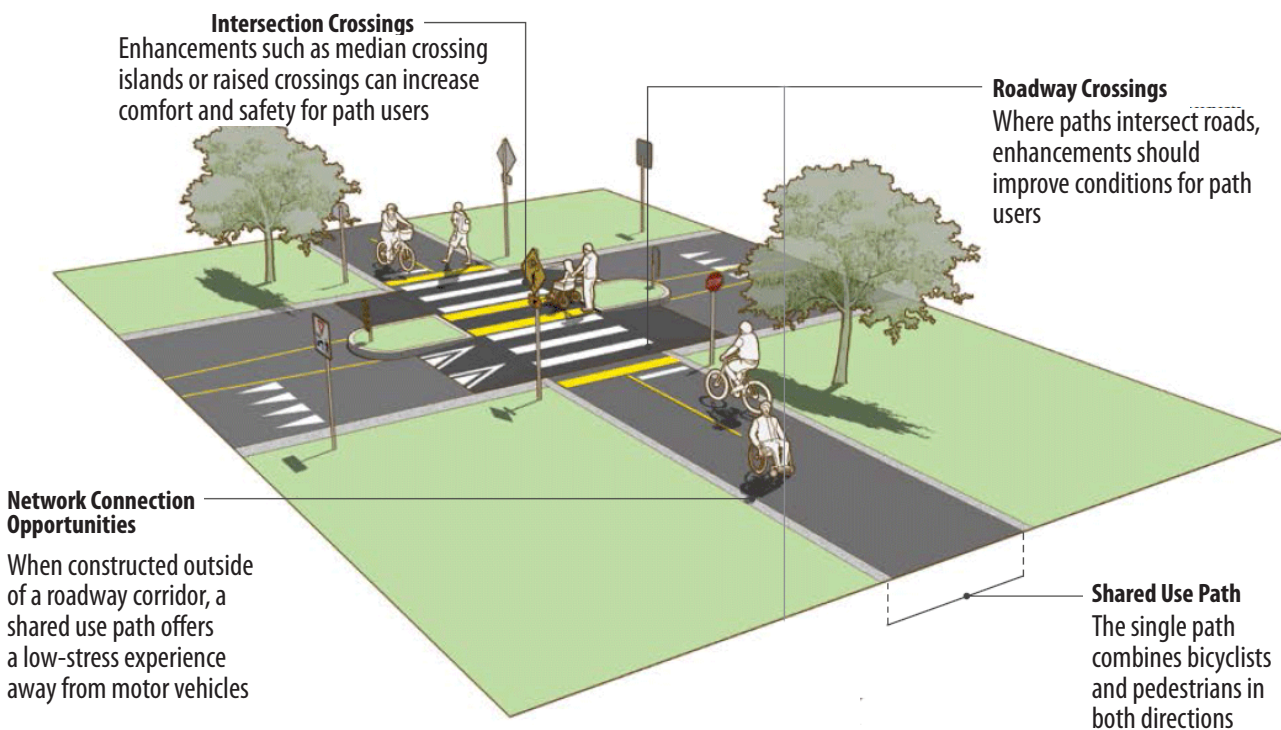 Intersection Crossings
Enhancements such as median crossing
islands or raised crossings can increase
comfort and safety for path users
Roadway Crossings
Where paths intersect roads,
enhancements should
improve conditions for path
users
Network Connection
Opportunities
When constructed outside
of a roadway corridor, a
shared use path offers
a low-stress experience
away from motor vehicles
Shared Use Path
The single path
combines bicyclists
and pedestrians in
both directions